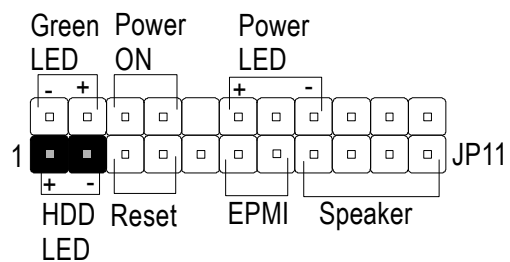 Green LED
Power ON
Power LED
- +
+ -
1
JP11
+ -
HDD LED
Reset
EPMI
Speaker